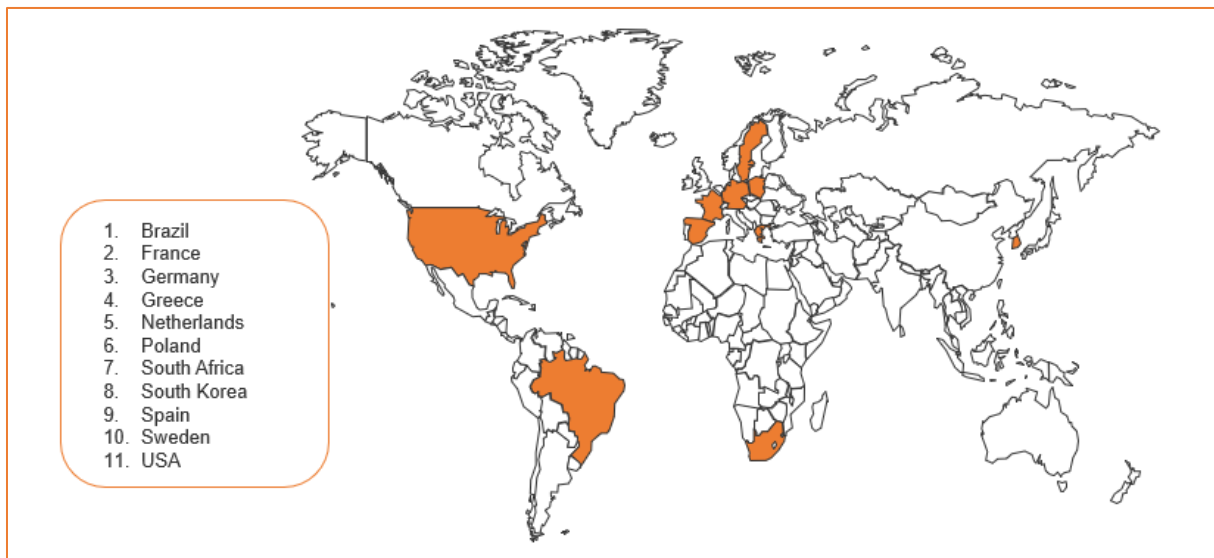 1. Brazil
2. France
3. Germany
4. Greece
5. Netherlands
6. Poland
7. South Africa
8. South Korea
9. Spain
10. Sweden
11. USA